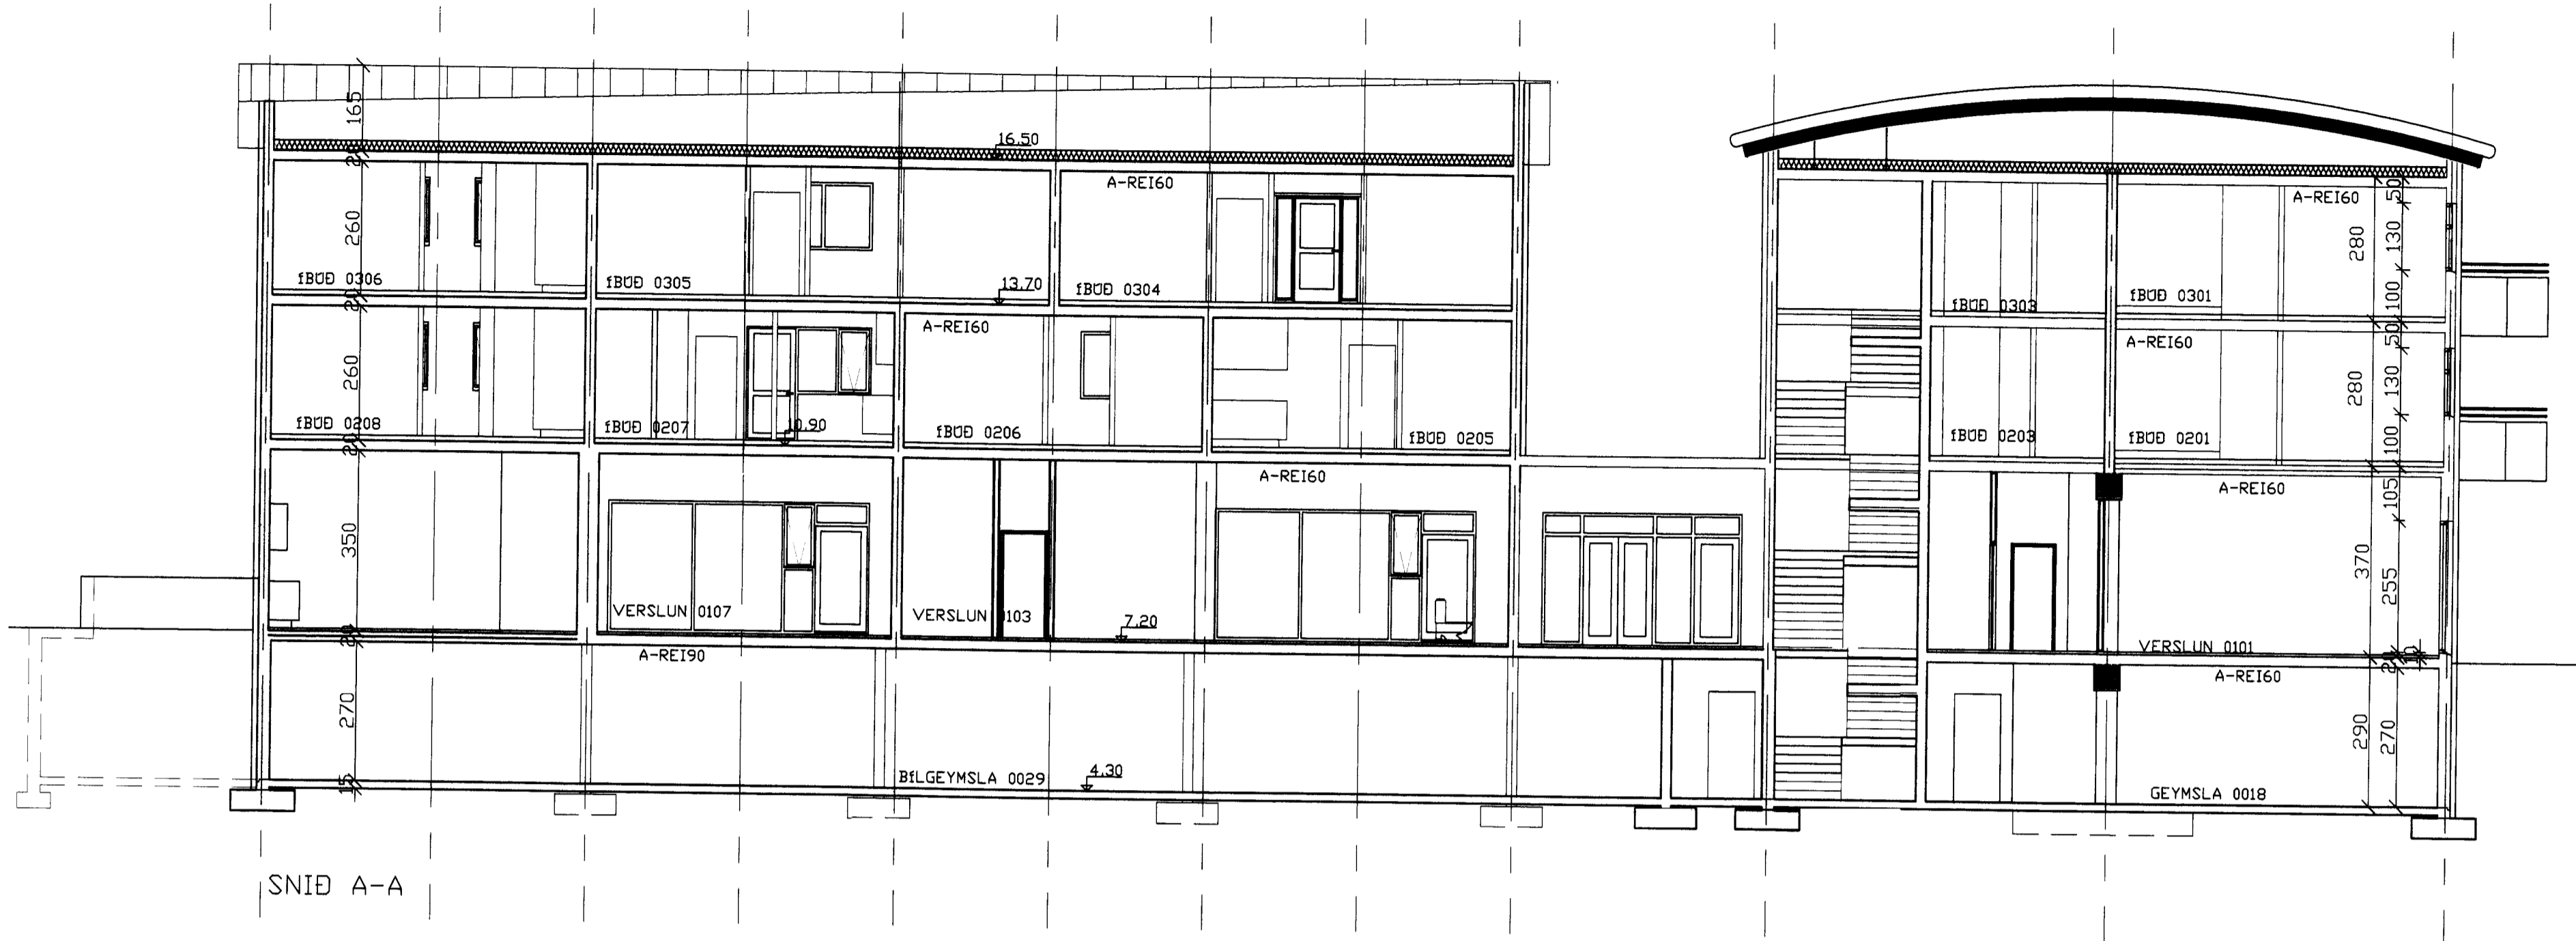 165
16.50
20
A-REI60
A-REI60
50
260
280
130
ÍBÚÐ 0306
ÍBÚÐ 0305
13.70
ÍBÚÐ 0304
ÍBÚÐ 0303
ÍBÚÐ 0301
100
20
A-REI60
A-REI60
50
260
280
130
ÍBÚÐ 0208
ÍBÚÐ 0207
10.90
ÍBÚÐ 0206
ÍBÚÐ 0205
ÍBÚÐ 0203
ÍBÚÐ 0201
100
20
A-REI60
A-REI60
105
350
370
255
VERSLUN 0107
VERSLUN 0103
7.20
VERSLUN 0101
20
A-REI90
A-REI60
20
10
270
290
270
15
BÍLGEYMSLA 0029
4.30
GEYMSLA 0018
SNIÐ A-A